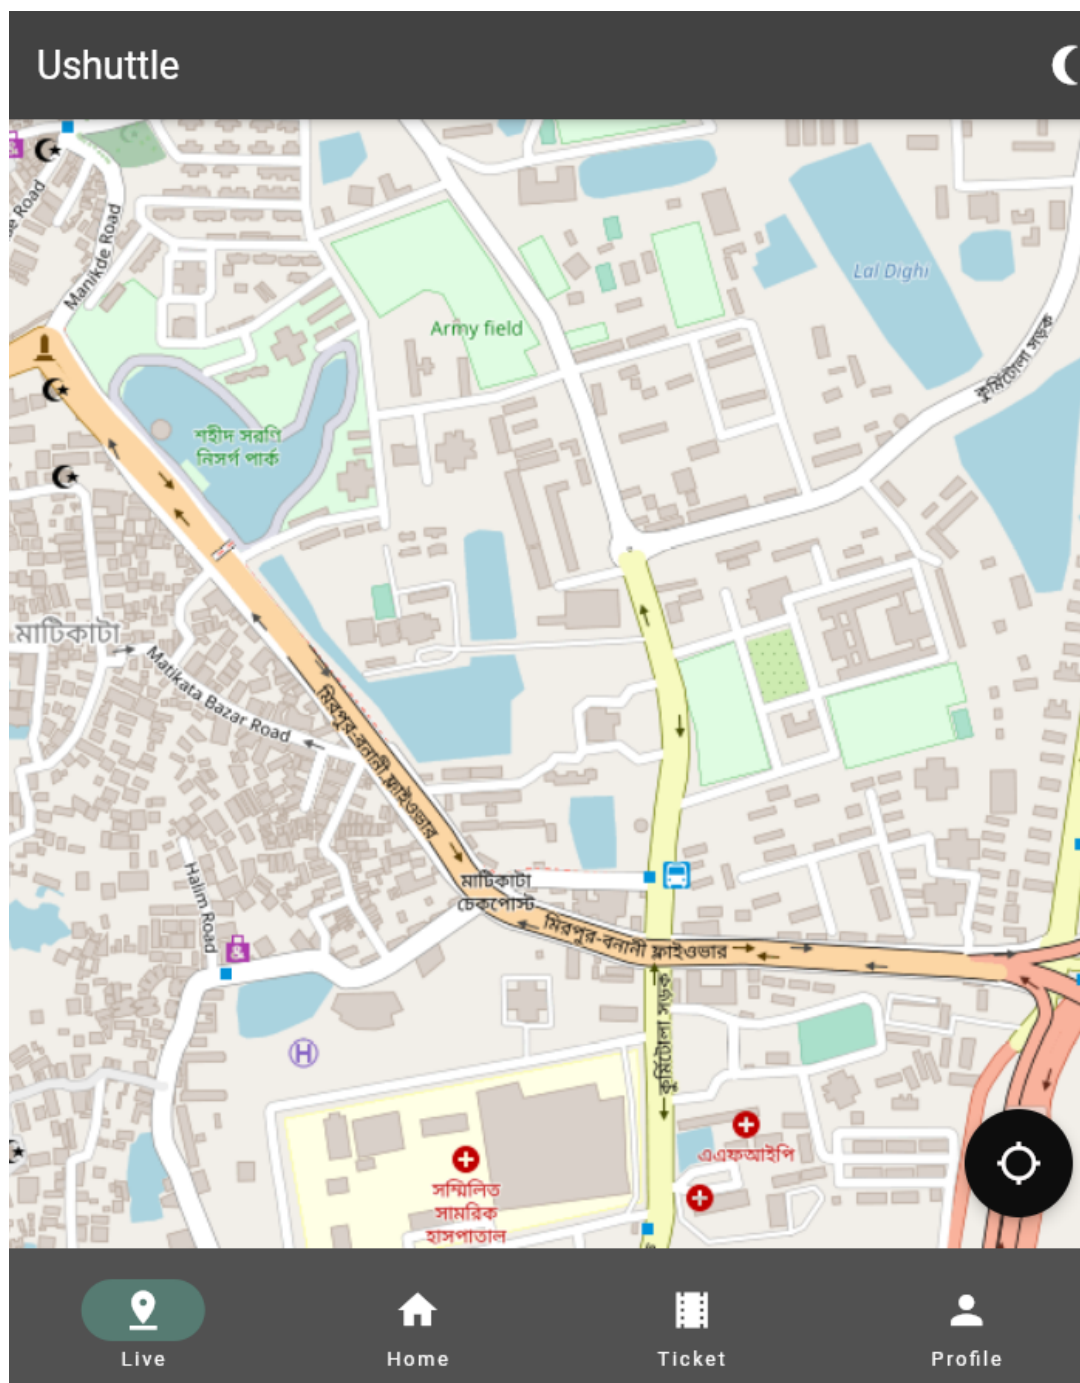 Ushuttle
Manikde Road
Lal Dighi
Army field
কুর্মিটোলা সড়ক
শহীদ সরণি
নিসর্গ পার্ক
মাটিকাটা
Matikata Bazar Road
মিরপুর-বনানী ফ্লাইওভার
Halim Road
মাটিকাটা
চেকপোস্ট
মিরপুর-বনানী ফ্লাইওভার
কুর্মিটোলা সড়ক
H
এএফআইপি
সম্মিলিত
সামরিক
হাসপাতাল
Live
Home
Ticket
Profile